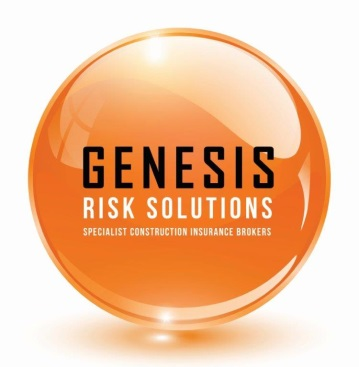 GENESIS
RISK SOLUTIONS
SPECIALIST CONSTRUCTION INSURANCE BROKERS